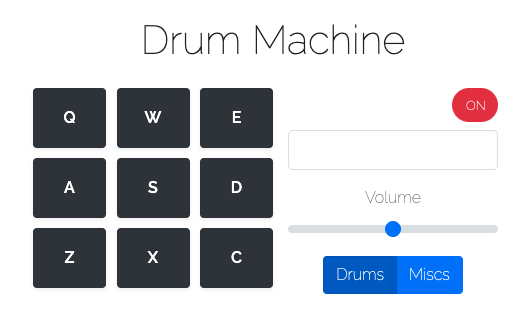 Drum Machine
Q W E
A S D
Z X C
ON
Volume
Drums Miscs